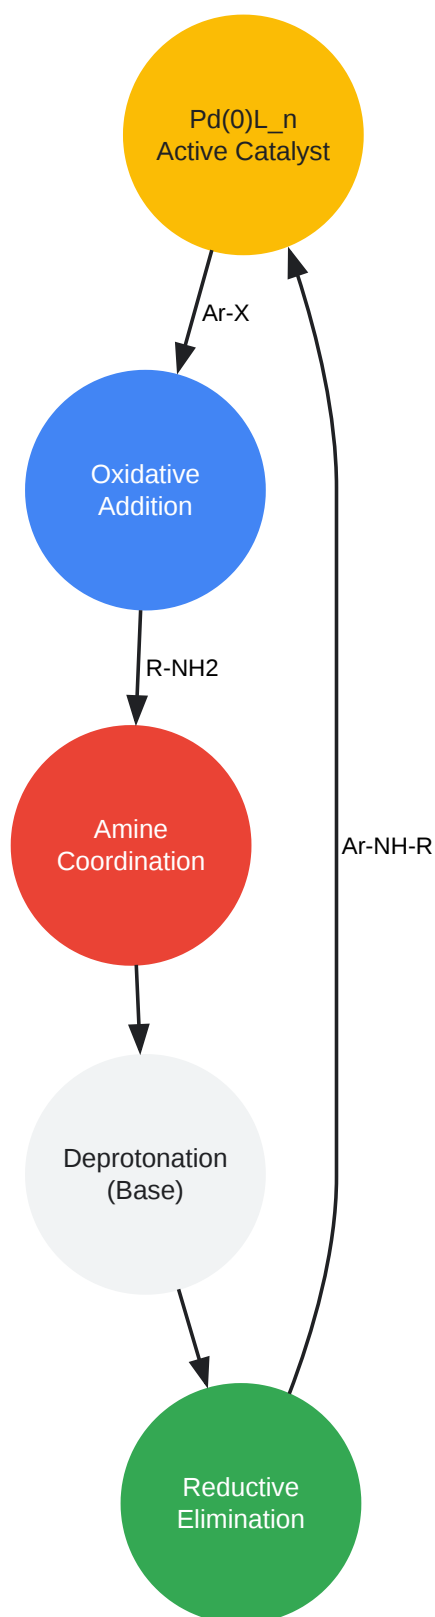 Pd(0)L_n
Active Catalyst
Ar-X
Oxidative
Addition
R-NH2
Amine
Coordination
Ar-NH-R
Deprotonation
(Base)
Reductive
Elimination